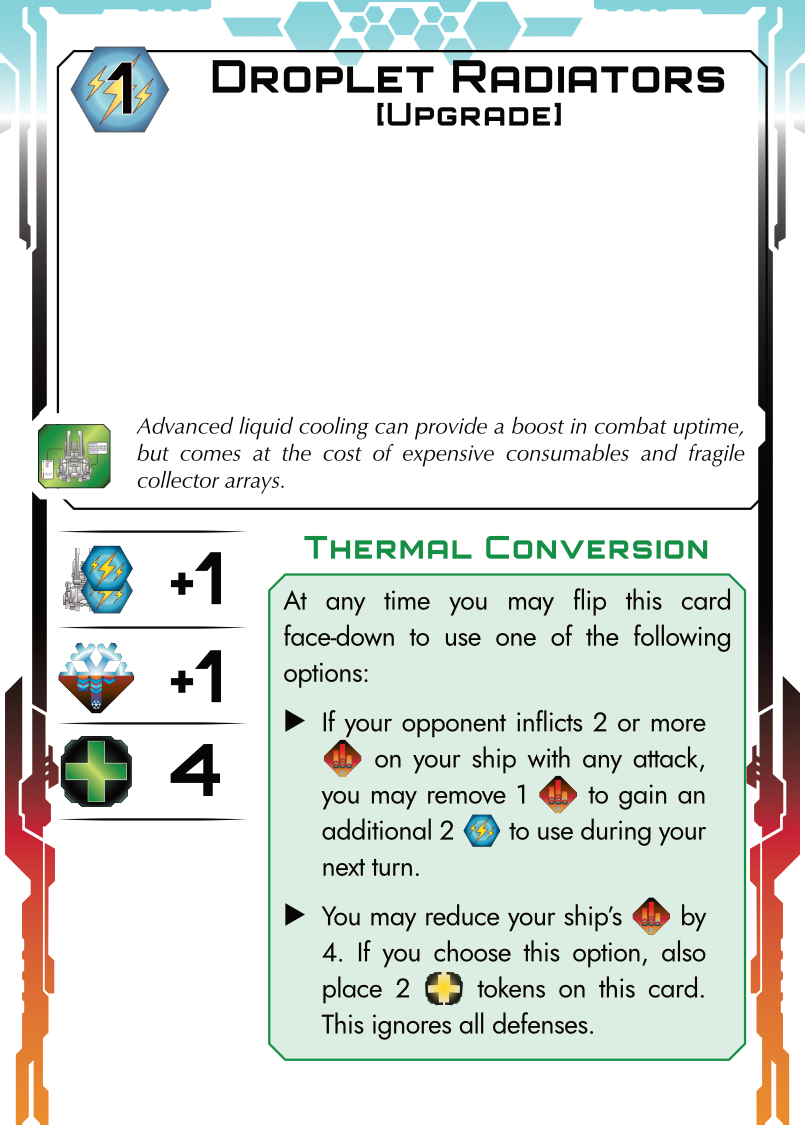 1
DROPLET RADIATORS
[UPGRADE]
Advanced liquid cooling can provide a boost in combat uptime,
but comes at the cost of expensive consumables and fragile
collector arrays.
+1
+1
4
THERMAL CONVERSION
At any time you may flip this card
face-down to use one of the following
options:
▶ If your opponent inflicts 2 or more
on your ship with any attack,
you may remove 1 to gain an
additional 2 to use during your
next turn.
▶ You may reduce your ship's by
4. If you choose this option, also
place 2 tokens on this card.
This ignores all defenses.